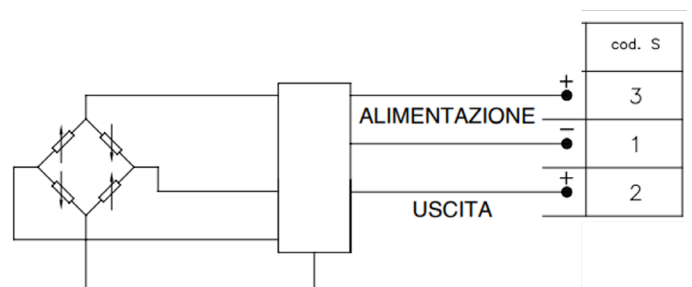 cod. S
+
3
ALIMENTAZIONE
−
1
+
2
USCITA